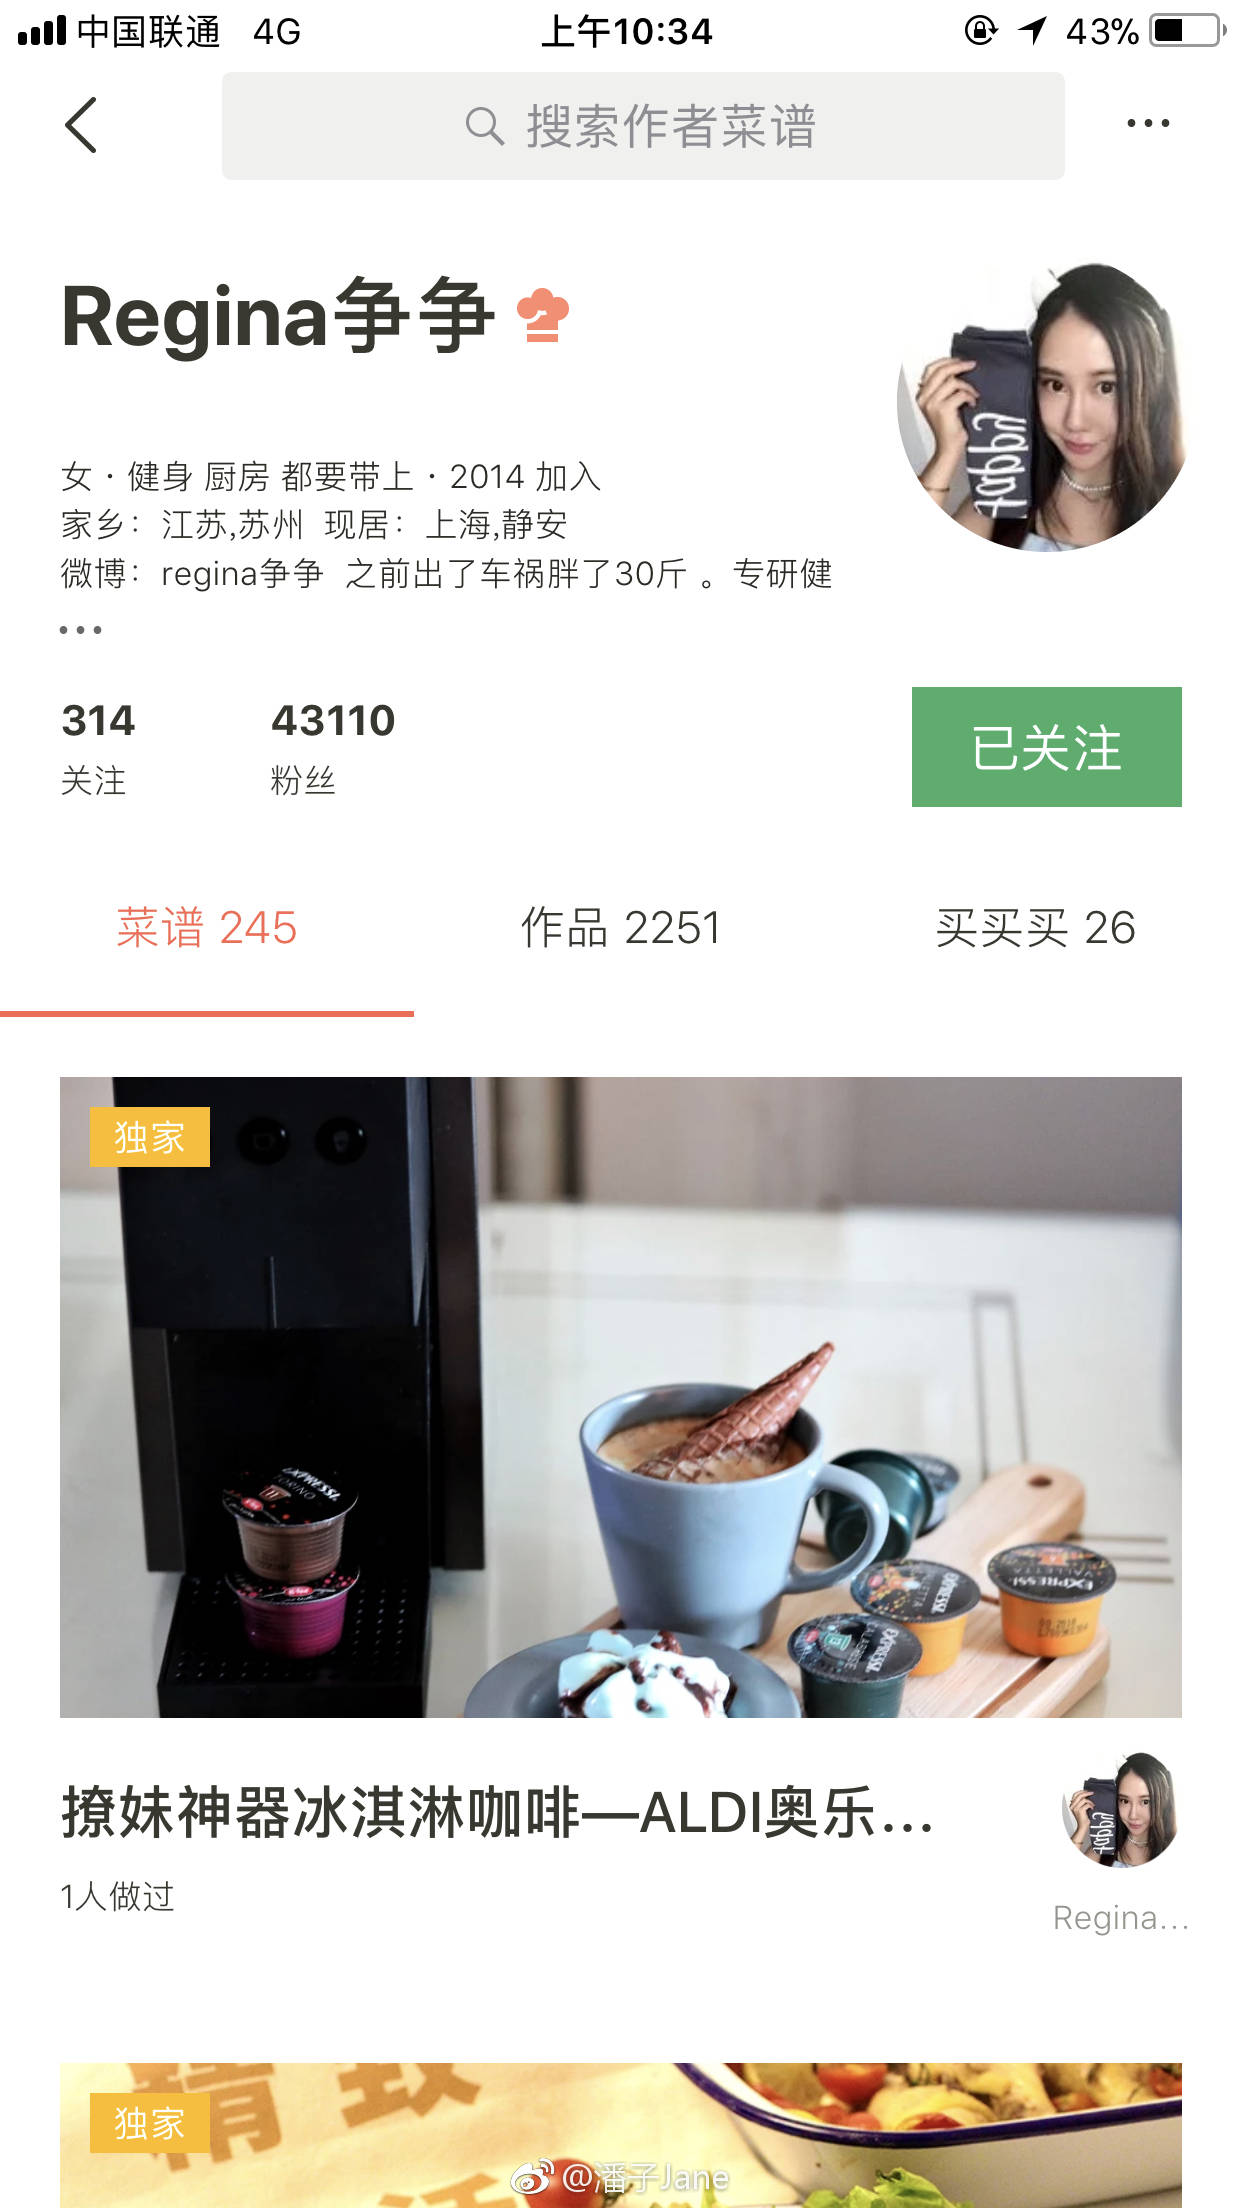 中国联通 4G 上午10:34 43%
搜索作者菜谱
Regina争争
女·健身 厨房 都要带上·2014 加入
家乡：江苏,苏州 现居：上海,静安
微博：regina争争 之前出了车祸胖了30斤 。专研健
...
314 43110
关注 粉丝
已关注
菜谱 245 作品 2251 买买买 26
独家
撩妹神器冰淇淋咖啡—ALDI奥乐...
1人做过
Regina...
独家
精致
@潘子Jane